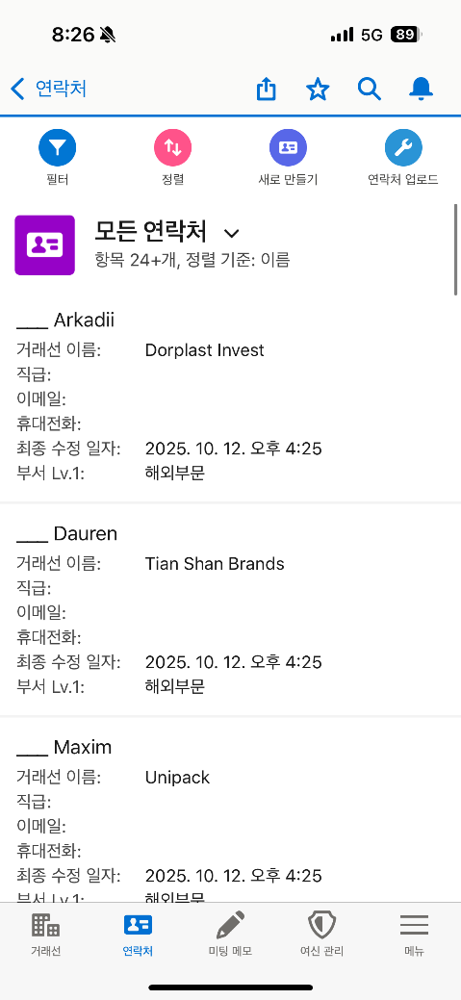 8:26 5G 89
연락처
필터 정렬 새로 만들기 연락처 업로드
모든 연락처
항목 24+개, 정렬 기준: 이름
___ Arkadii
거래선 이름: Dorplast Invest
직급:
이메일:
휴대전화:
최종 수정 일자: 2025. 10. 12. 오후 4:25
부서 Lv.1: 해외부문
___ Dauren
거래선 이름: Tian Shan Brands
직급:
이메일:
휴대전화:
최종 수정 일자: 2025. 10. 12. 오후 4:25
부서 Lv.1: 해외부문
___ Maxim
거래선 이름: Unipack
직급:
이메일:
휴대전화:
최종 수정 일자: 2025. 10. 12. 오후 4:25
부서 Lv.1: 해외부문
거래선 연락처 미팅 메모 여신 관리 메뉴